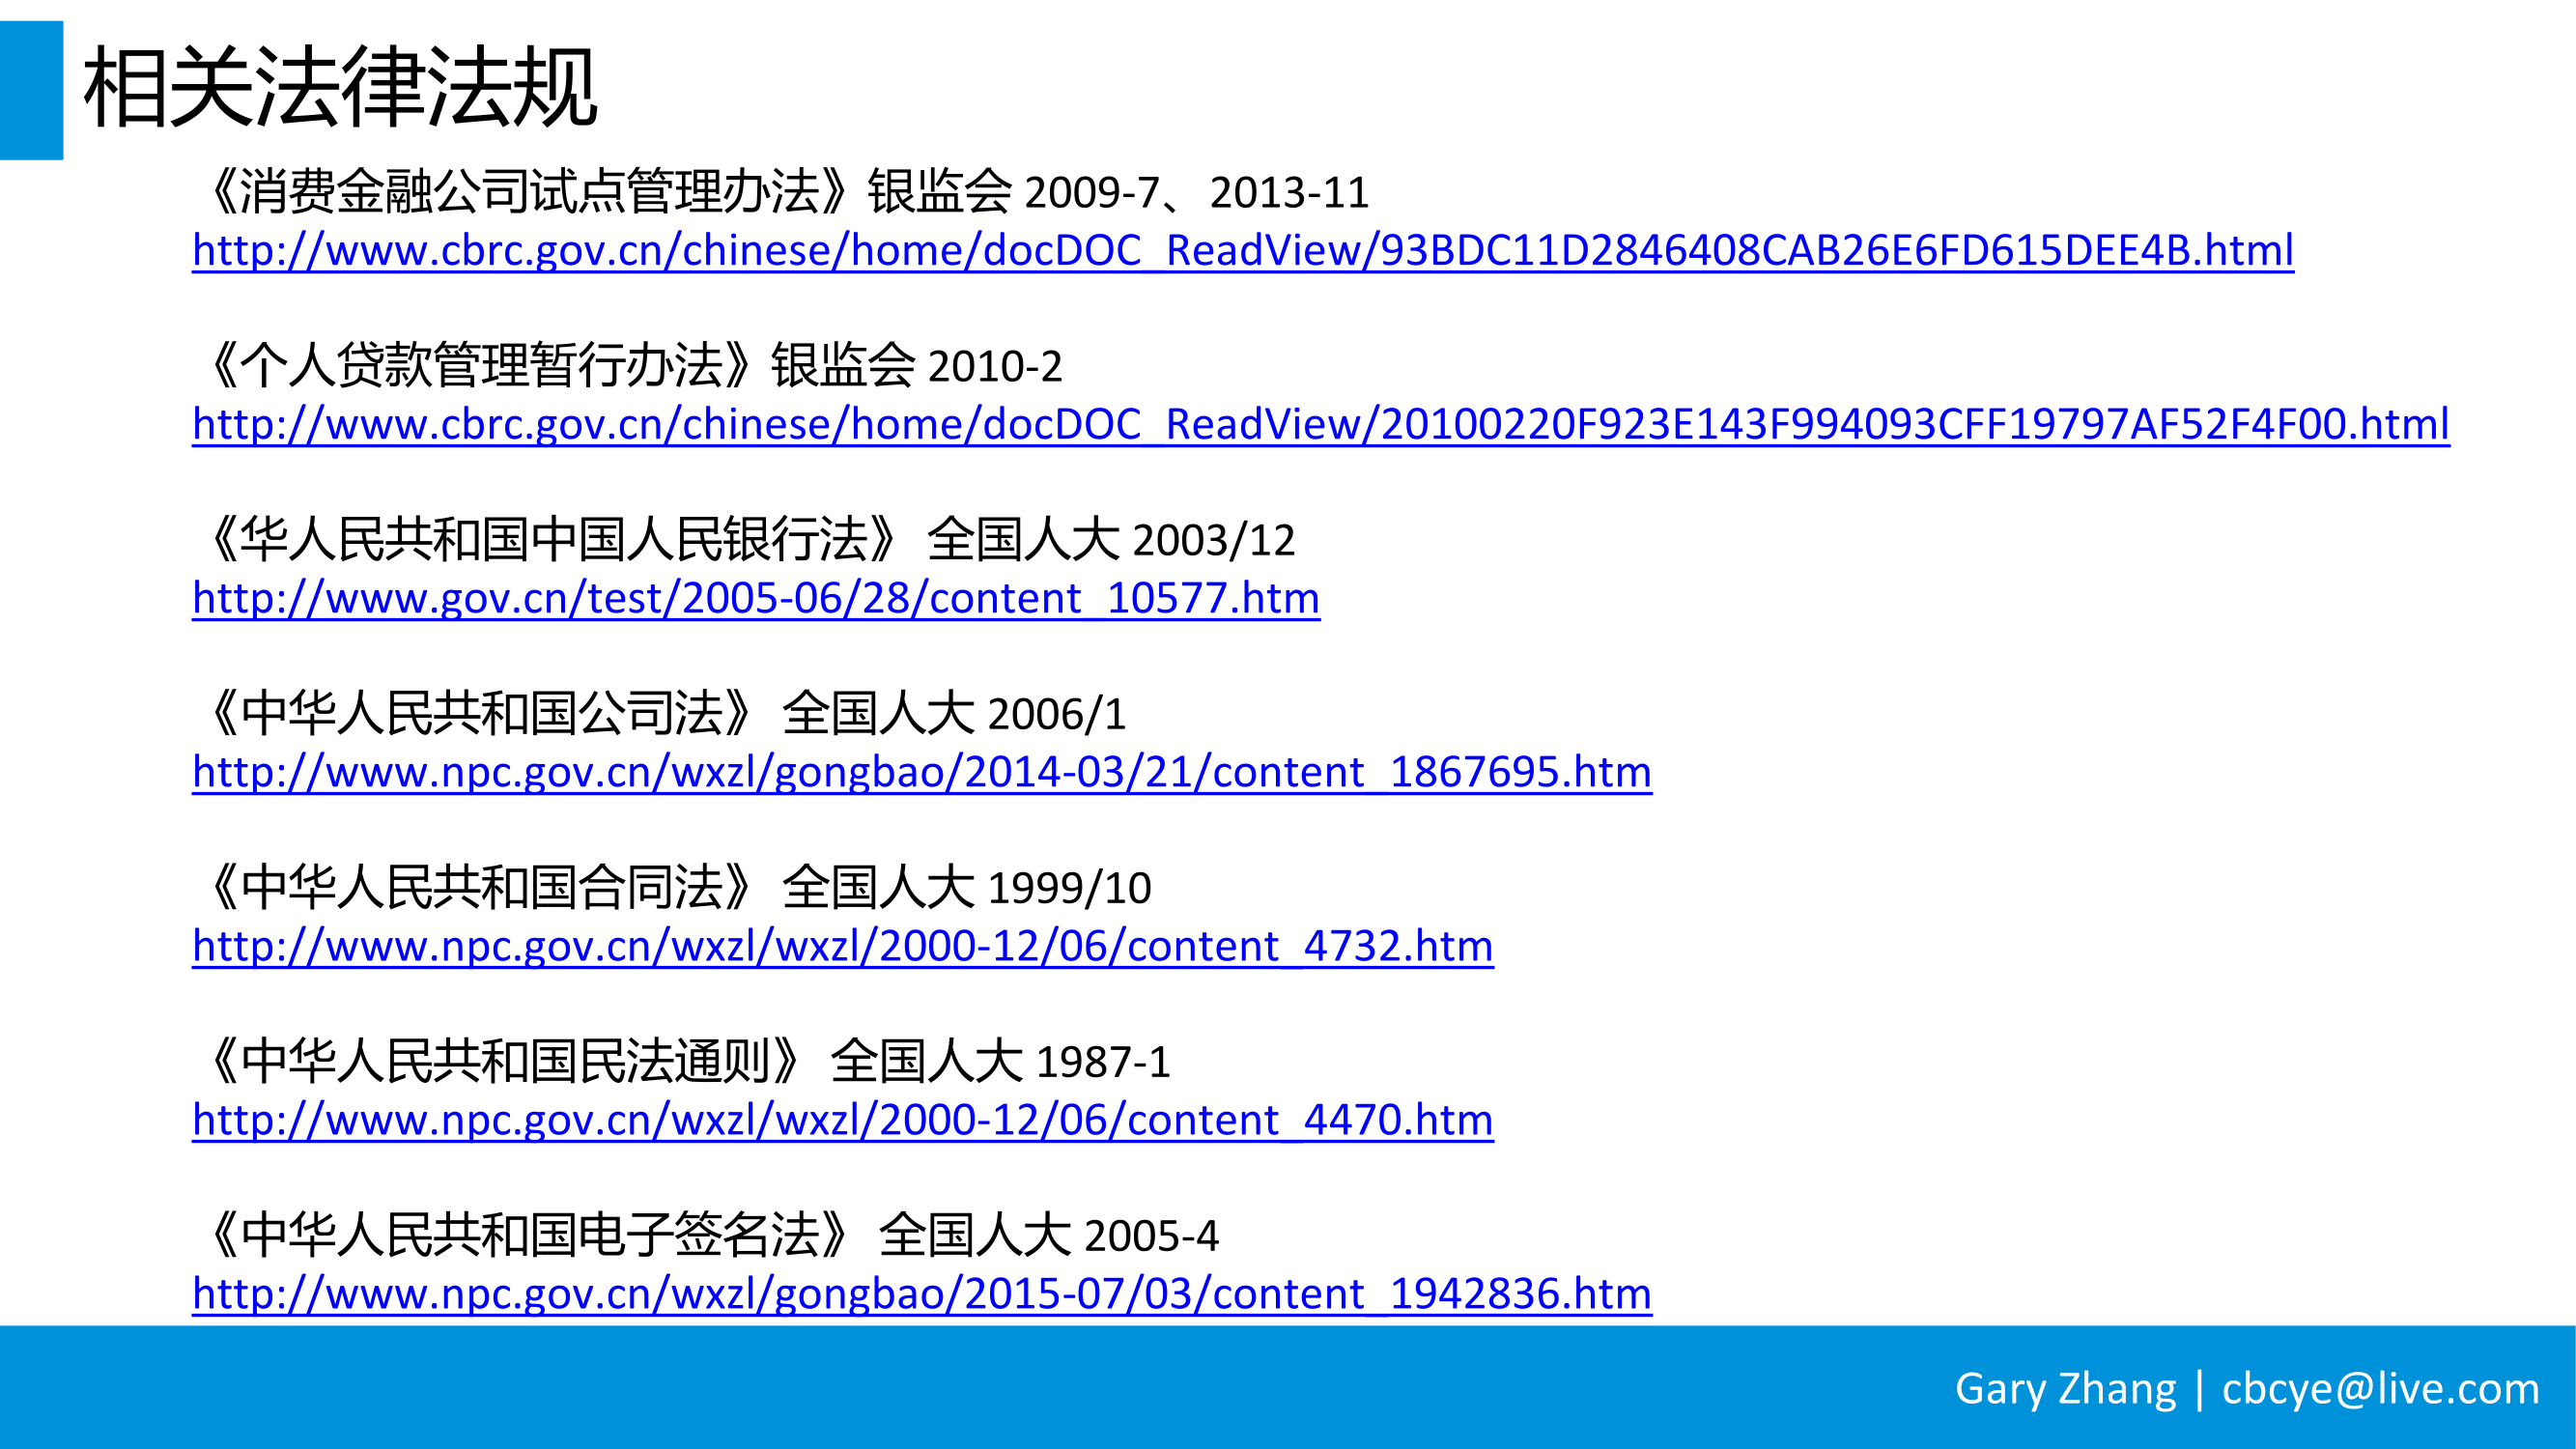 相关法律法规
《消费金融公司试点管理办法》银监会 2009-7、2013-11
http://www.cbrc.gov.cn/chinese/home/docDOC_ReadView/93BDC11D2846408CAB26E6FD615DEE4B.html
《个人贷款管理暂行办法》银监会 2010-2
http://www.cbrc.gov.cn/chinese/home/docDOC_ReadView/20100220F923E143F994093CFF19797AF52F4F00.html
《华人民共和国中国人民银行法》 全国人大 2003/12
http://www.gov.cn/test/2005-06/28/content_10577.htm
《中华人民共和国公司法》 全国人大 2006/1
http://www.npc.gov.cn/wxzl/gongbao/2014-03/21/content_1867695.htm
《中华人民共和国合同法》 全国人大 1999/10
http://www.npc.gov.cn/wxzl/wxzl/2000-12/06/content_4732.htm
《中华人民共和国民法通则》 全国人大 1987-1
http://www.npc.gov.cn/wxzl/wxzl/2000-12/06/content_4470.htm
《中华人民共和国电子签名法》 全国人大 2005-4
http://www.npc.gov.cn/wxzl/gongbao/2015-07/03/content_1942836.htm
Gary Zhang | cbcye@live.com